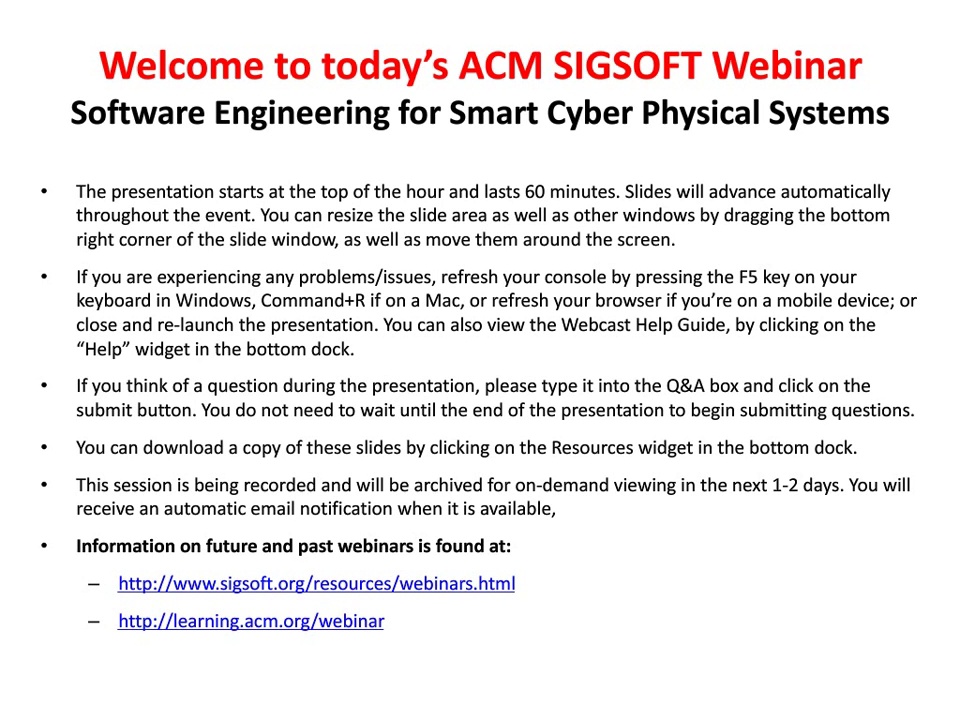 Welcome to today’s ACM SIGSOFT Webinar
Software Engineering for Smart Cyber Physical Systems
• The presentation starts at the top of the hour and lasts 60 minutes. Slides will advance automatically
throughout the event. You can resize the slide area as well as other windows by dragging the bottom
right corner of the slide window, as well as move them around the screen.
• If you are experiencing any problems/issues, refresh your console by pressing the F5 key on your
keyboard in Windows, Command+R if on a Mac, or refresh your browser if you’re on a mobile device; or
close and re-launch the presentation. You can also view the Webcast Help Guide, by clicking on the
“Help” widget in the bottom dock.
• If you think of a question during the presentation, please type it into the Q&A box and click on the
submit button. You do not need to wait until the end of the presentation to begin submitting questions.
• You can download a copy of these slides by clicking on the Resources widget in the bottom dock.
• This session is being recorded and will be archived for on-demand viewing in the next 1-2 days. You will
receive an automatic email notification when it is available,
• Information on future and past webinars is found at:
– http://www.sigsoft.org/resources/webinars.html
– http://learning.acm.org/webinar